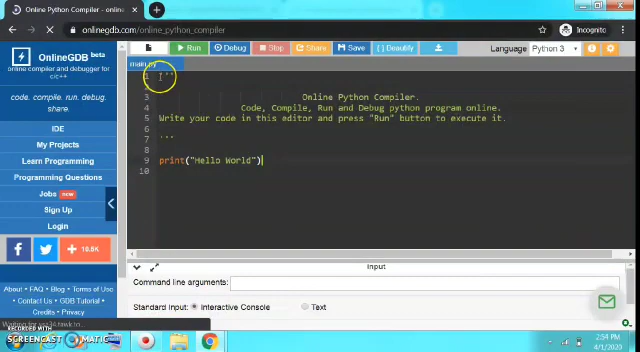 Online Python Compiler - online
onlinegdb.com/online_python_compiler
Incognito
OnlineGDB beta
online compiler and debugger for
c/c++
code. compile. run. debug.
share.
IDE
My Projects
Learn Programming
Programming Questions
Jobs new
Sign Up
Login
f
+
About • FAQ • Blog • Terms of Use
• Contact Us • GDB Tutorial •
Credits • Privacy
RECORDED WITH
SCREENCAST MATIC
Run
Debug
Stop
Share
Save
{ } Beautify
Language Python 3
main.py
1 '''
2
3 Online Python Compiler.
4 Code, Compile, Run and Debug python program online.
5 Write your code in this editor and press "Run" button to execute it.
6
7 '''
8
9 print("Hello World")
10
Input
Command line arguments:
Standard Input: Interactive Console Text
2:54 PM
4/1/2020